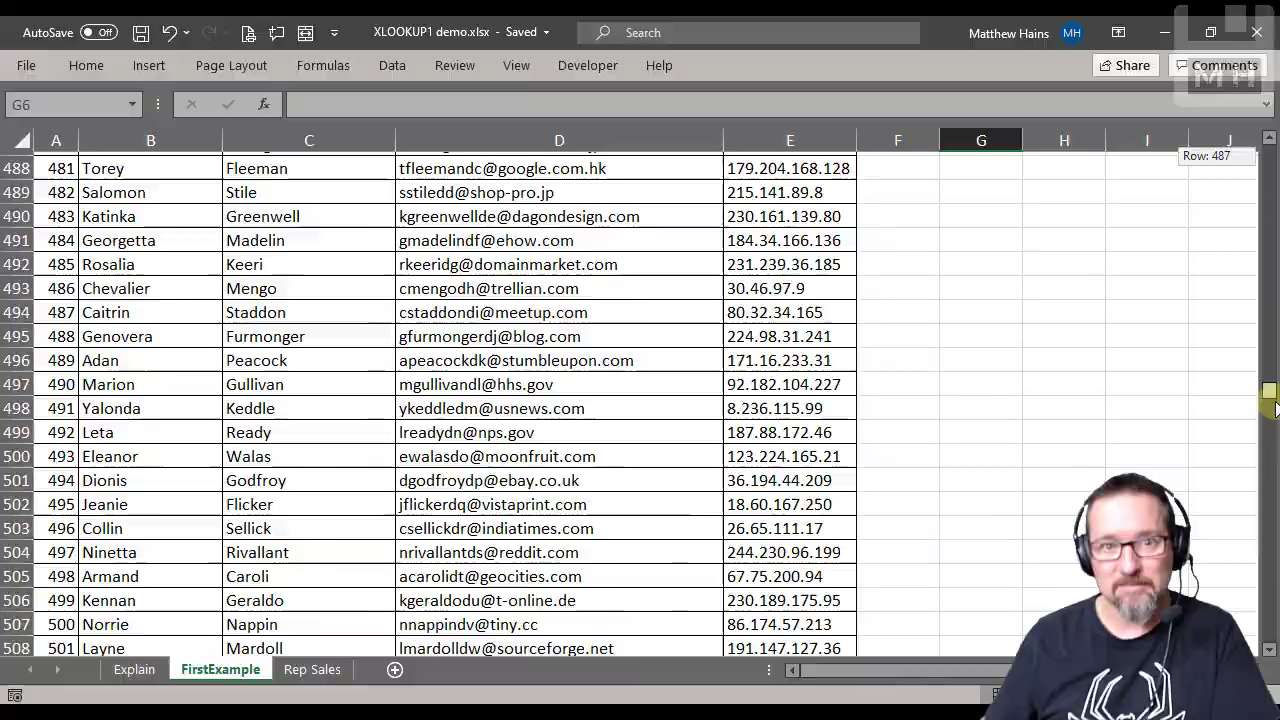 AutoSave Off XLOOKUP1 demo.xlsx - Saved Search Matthew Hains MH
File Home Insert Page Layout Formulas Data Review View Developer Help Share Comments
MH
G6 fx
A B C D E F G H I J
Row: 487
488 481 Torey Fleeman tfleemandc@google.com.hk 179.204.168.128
489 482 Salomon Stile sstiledd@shop-pro.jp 215.141.89.8
490 483 Katinka Greenwell kgreenwellde@dagondesign.com 230.161.139.80
491 484 Georgetta Madelin gmadelindf@ehow.com 184.34.166.136
492 485 Rosalia Keeri rkeeridg@domainmarket.com 231.239.36.185
493 486 Chevalier Mengo cmengodh@trellian.com 30.46.97.9
494 487 Caitrin Staddon cstaddondi@meetup.com 80.32.34.165
495 488 Genovera Furmonger gfurmongerdj@blog.com 224.98.31.241
496 489 Adan Peacock apeacockdk@stumbleupon.com 171.16.233.31
497 490 Marion Gullivan mgullivandl@hhs.gov 92.182.104.227
498 491 Yalonda Keddle ykeddledm@usnews.com 8.236.115.99
499 492 Leta Ready lreadydn@nps.gov 187.88.172.46
500 493 Eleanor Walas ewalasdo@moonfruit.com 123.224.165.21
501 494 Dionis Godfroy dgodfroydp@ebay.co.uk 36.194.44.209
502 495 Jeanie Flicker jflickerdq@vistaprint.com 18.60.167.250
503 496 Collin Sellick csellickdr@indiatimes.com 26.65.111.17
504 497 Ninetta Rivallant nrivallantds@reddit.com 244.230.96.199
505 498 Armand Caroli acarolidt@geocities.com 67.75.200.94
506 499 Kennan Geraldo kgeraldodu@t-online.de 230.189.175.95
507 500 Norrie Nappin nnappindv@tiny.cc 86.174.57.213
508 501 Layne Mardoll lmardolldw@sourceforge.net 191.147.127.36
Explain FirstExample Rep Sales